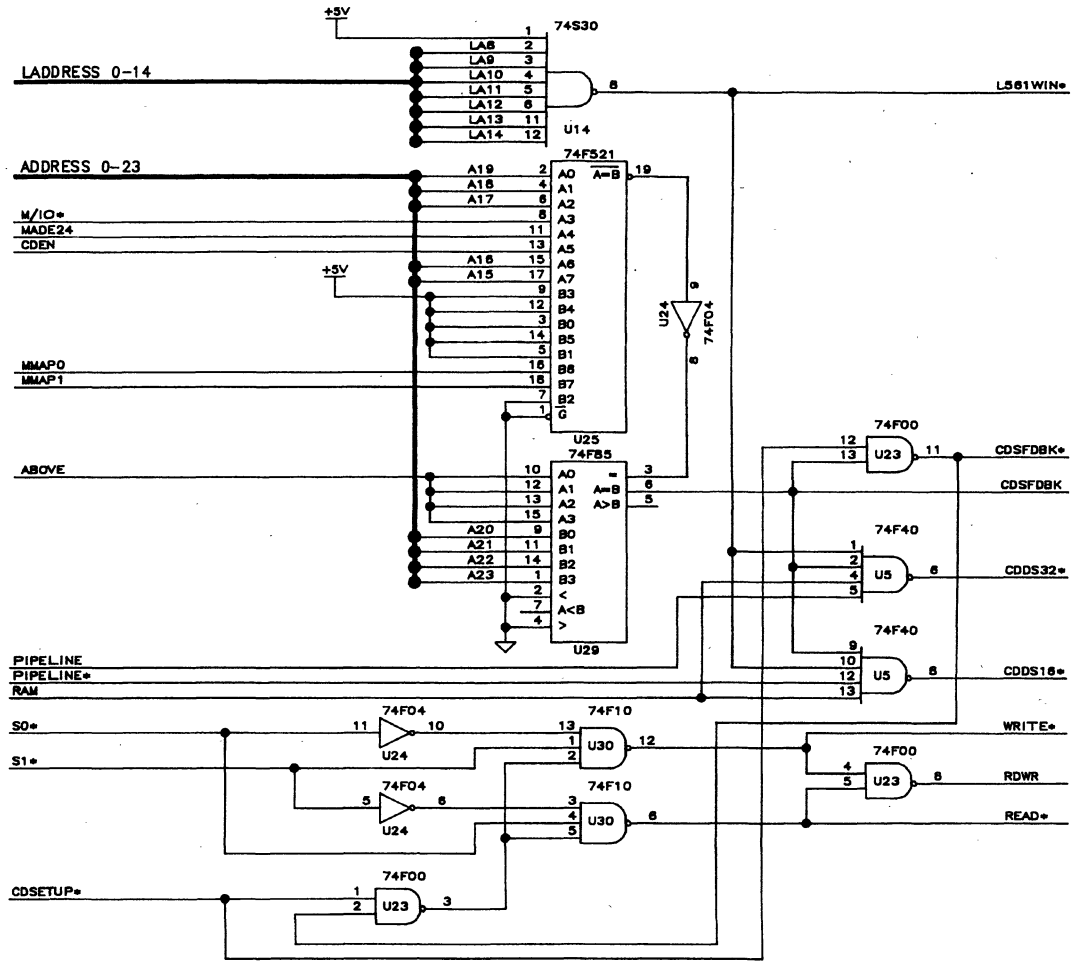 +5V
74S30
1
LA8 2
LA9 3
LADDRESS 0-14
LA10 4
LA11 5
8
L581WIN*
LA12 6
LA13 11
LA14 12
U14
74F521
ADDRESS 0-23
A19 2 A0 A=B 19
A18 4 A1
A17 6 A2
M/IO* 8 A3
MADE24 11 A4
CDEN 13 A5
A16 15 A6
+5V
A15 17 A7
9 B3
12 B4
3 B0
14 B5
5 B1
9
U24
74F04
8
MMAP0 16 B6
MMAP1 18 B7
7 B2
1 G
U25
74F85
74F00
12
13
U23
11
CDSFDBK*
ABOVE 10 A0 = 3
12 A1 A=B 6
CDSFDBK
13 A2 A>B 5
15 A3
A20 9 B0
A21 11 B1
A22 14 B2
A23 1 B3
2 <
7 A<B
4 >
U29
74F40
1
2
4
5
U5
6
CDDS32*
74F40
PIPELINE
PIPELINE*
RAM
9
10
12
13
U5
6
CDDS16*
S0*
74F04
11
10
U24
74F10
13
1
2
U30
12
WRITE*
S1*
74F04
5
6
U24
74F10
3
4
5
U30
6
74F00
4
5
U23
6
RDWR
READ*
CDSETUP*
74F00
1
2
U23
3